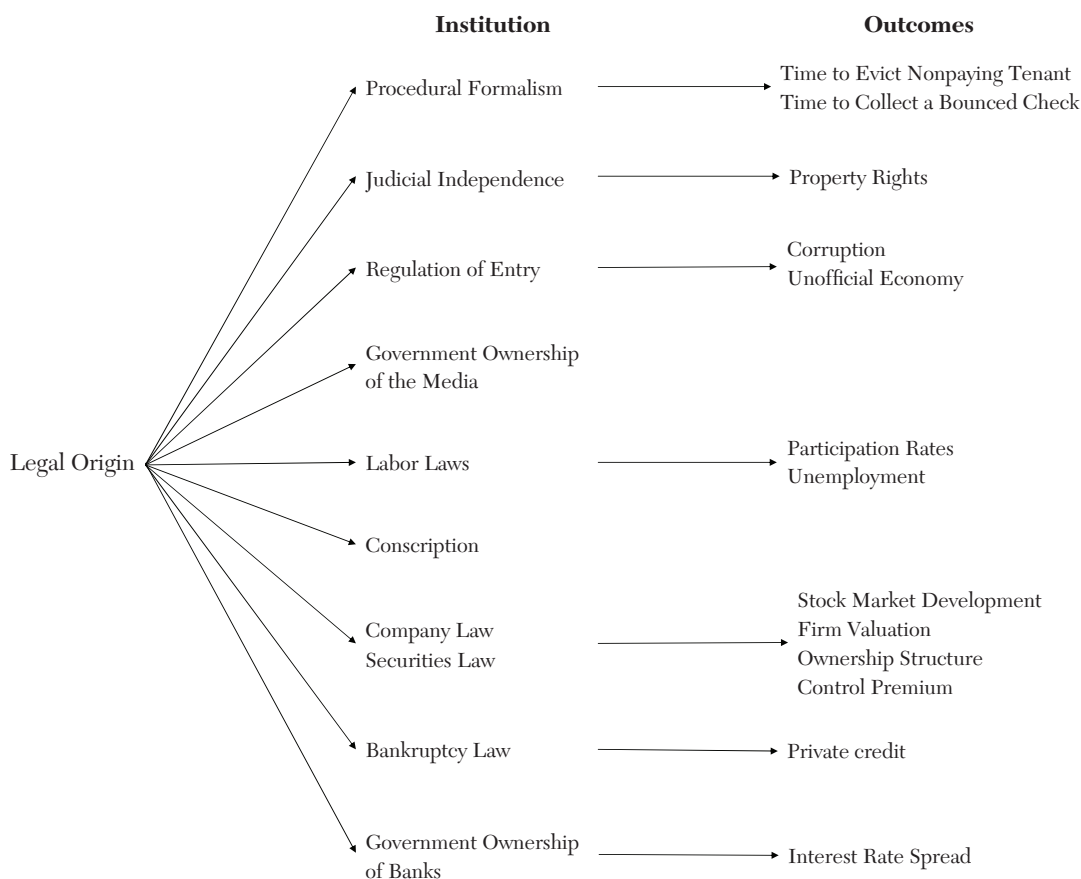 Institution
Outcomes
Procedural Formalism
Time to Evict Nonpaying Tenant
Time to Collect a Bounced Check
Judicial Independence
Property Rights
Regulation of Entry
Corruption
Unofficial Economy
Government Ownership
of the Media
Legal Origin
Labor Laws
Participation Rates
Unemployment
Conscription
Company Law
Securities Law
Stock Market Development
Firm Valuation
Ownership Structure
Control Premium
Bankruptcy Law
Private credit
Government Ownership
of Banks
Interest Rate Spread